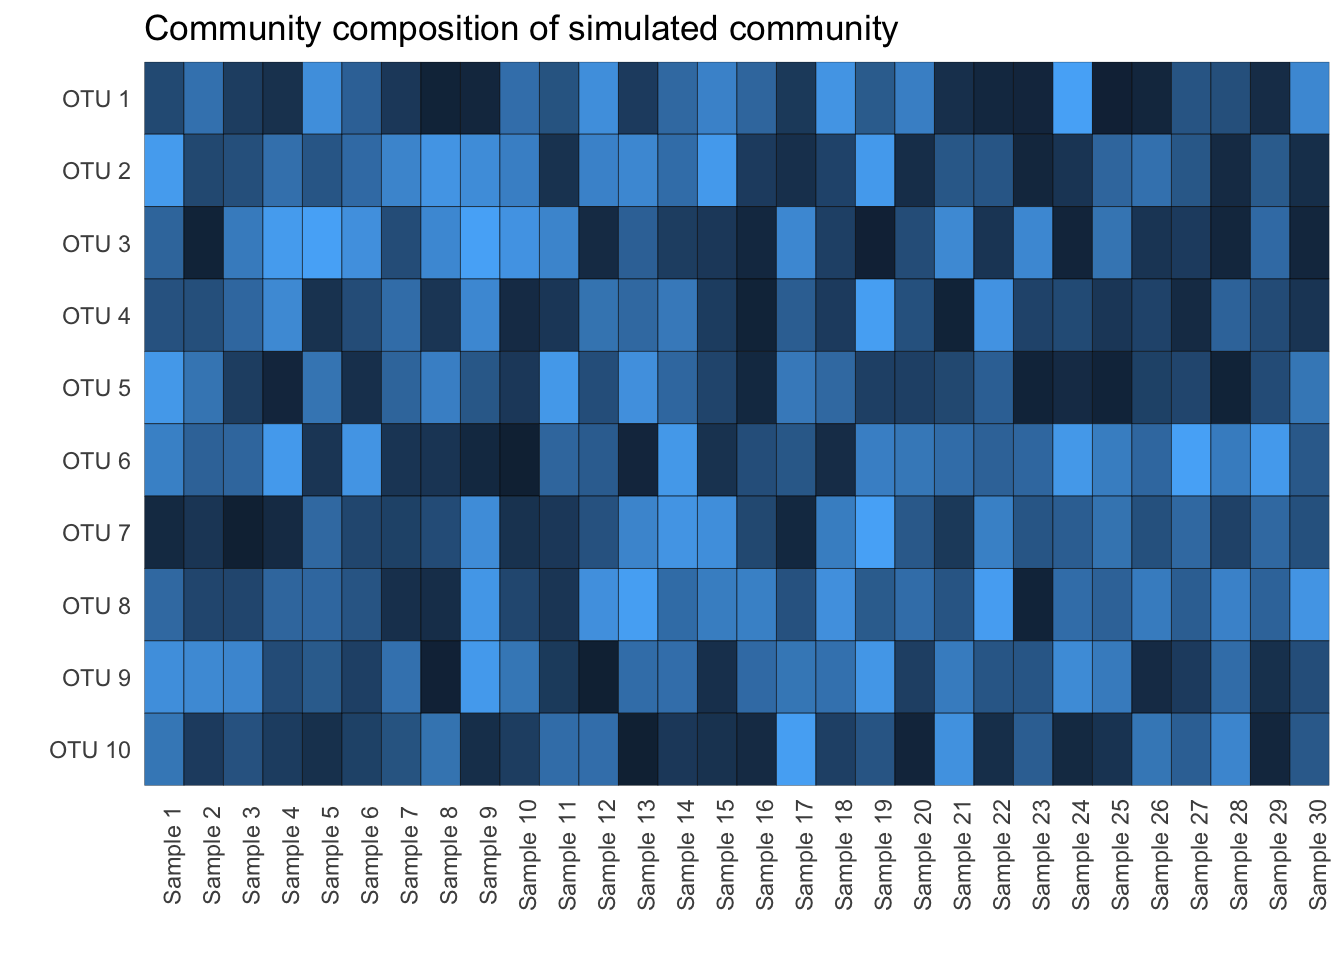 Community composition of simulated community
OTU 1
OTU 2
OTU 3
OTU 4
OTU 5
OTU 6
OTU 7
OTU 8
OTU 9
OTU 10
Sample 1
Sample 2
Sample 3
Sample 4
Sample 5
Sample 6
Sample 7
Sample 8
Sample 9
Sample 10
Sample 11
Sample 12
Sample 13
Sample 14
Sample 15
Sample 16
Sample 17
Sample 18
Sample 19
Sample 20
Sample 21
Sample 22
Sample 23
Sample 24
Sample 25
Sample 26
Sample 27
Sample 28
Sample 29
Sample 30